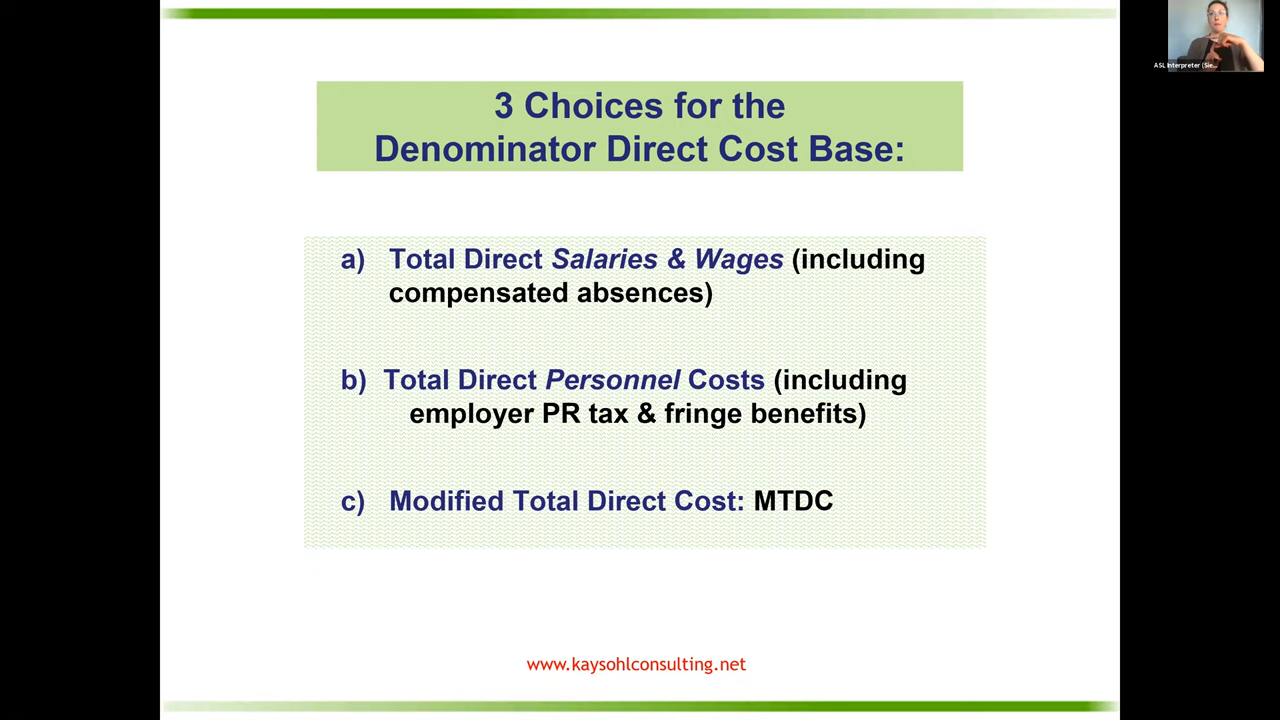 3 Choices for the
Denominator Direct Cost Base:
a) Total Direct Salaries & Wages (including
compensated absences)
b) Total Direct Personnel Costs (including
employer PR tax & fringe benefits)
c) Modified Total Direct Cost: MTDC
www.kaysohlconsulting.net
ASL Interpreter (Sie...